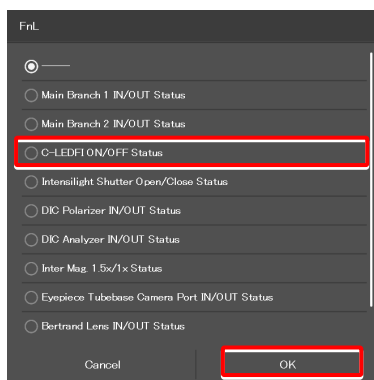 FnL
Main Branch 1 IN/OUT Status
Main Branch 2 IN/OUT Status
C-LEDFI ON/OFF Status
Intensilight Shutter Open/Close Status
DIC Polarizer IN/OUT Status
DIC Analyzer IN/OUT Status
Inter Mag. 1.5x/1x Status
Eyepiece Tubebase Camera Port IN/OUT Status
Bertrand Lens IN/OUT Status
Cancel OK